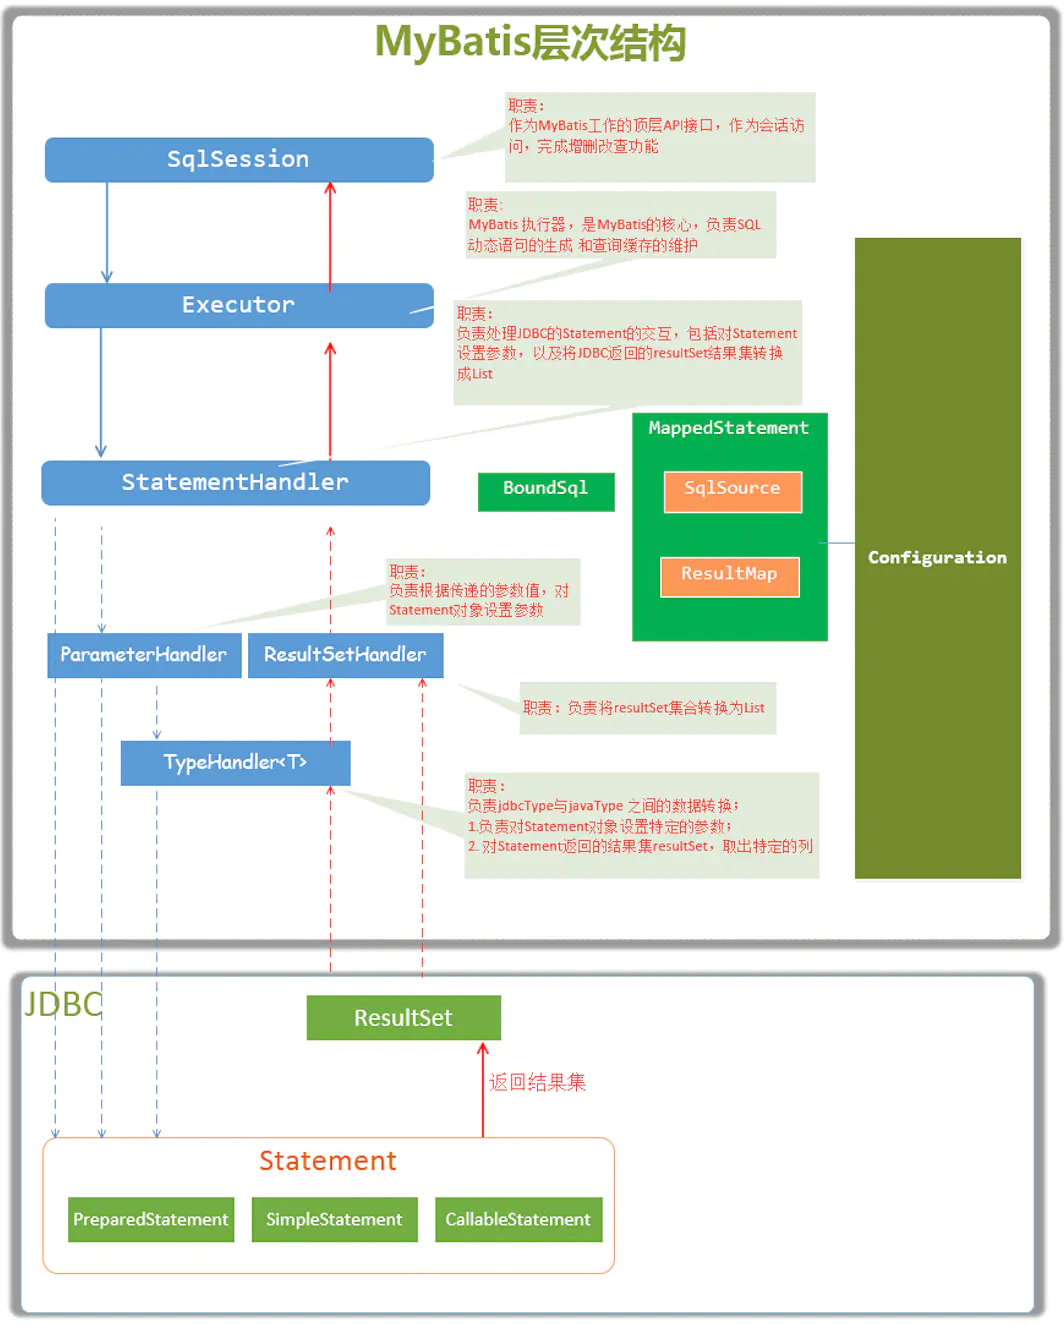 MyBatis层次结构
职责：
作为MyBatis工作的顶层API接口，作为会话访
问，完成增删改查功能
SqlSession
职责:
MyBatis 执行器，是MyBatis的核心，负责SQL
动态语句的生成 和查询缓存的维护
Executor
职责：
负责处理JDBC的Statement的交互，包括对Statement
设置参数，以及将JDBC返回的resultSet结果集转换
成List
MappedStatement
StatementHandler
BoundSql
SqlSource
Configuration
ResultMap
职责：
负责根据传递的参数值，对
Statement对象设置参数
ParameterHandler
ResultSetHandler
职责：负责将resultSet集合转换为List
TypeHandler<T>
职责：
负责jdbcType与javaType 之间的数据转换；
1.负责对Statement对象设置特定的参数；
2. 对Statement返回的结果集resultSet，取出特定的列
JDBC
ResultSet
返回结果集
Statement
PreparedStatement
SimpleStatement
CallableStatement